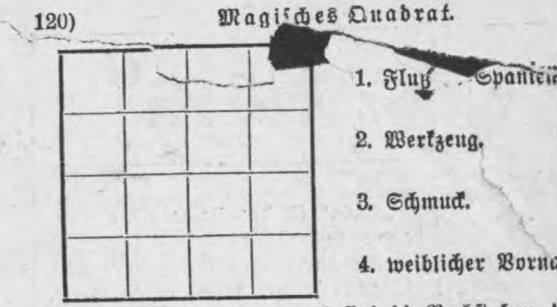 120) Magisches Quadrat.
1. Fluß Spanien
2. Werkzeug.
3. Schmuck.
4. weiblicher Vorna